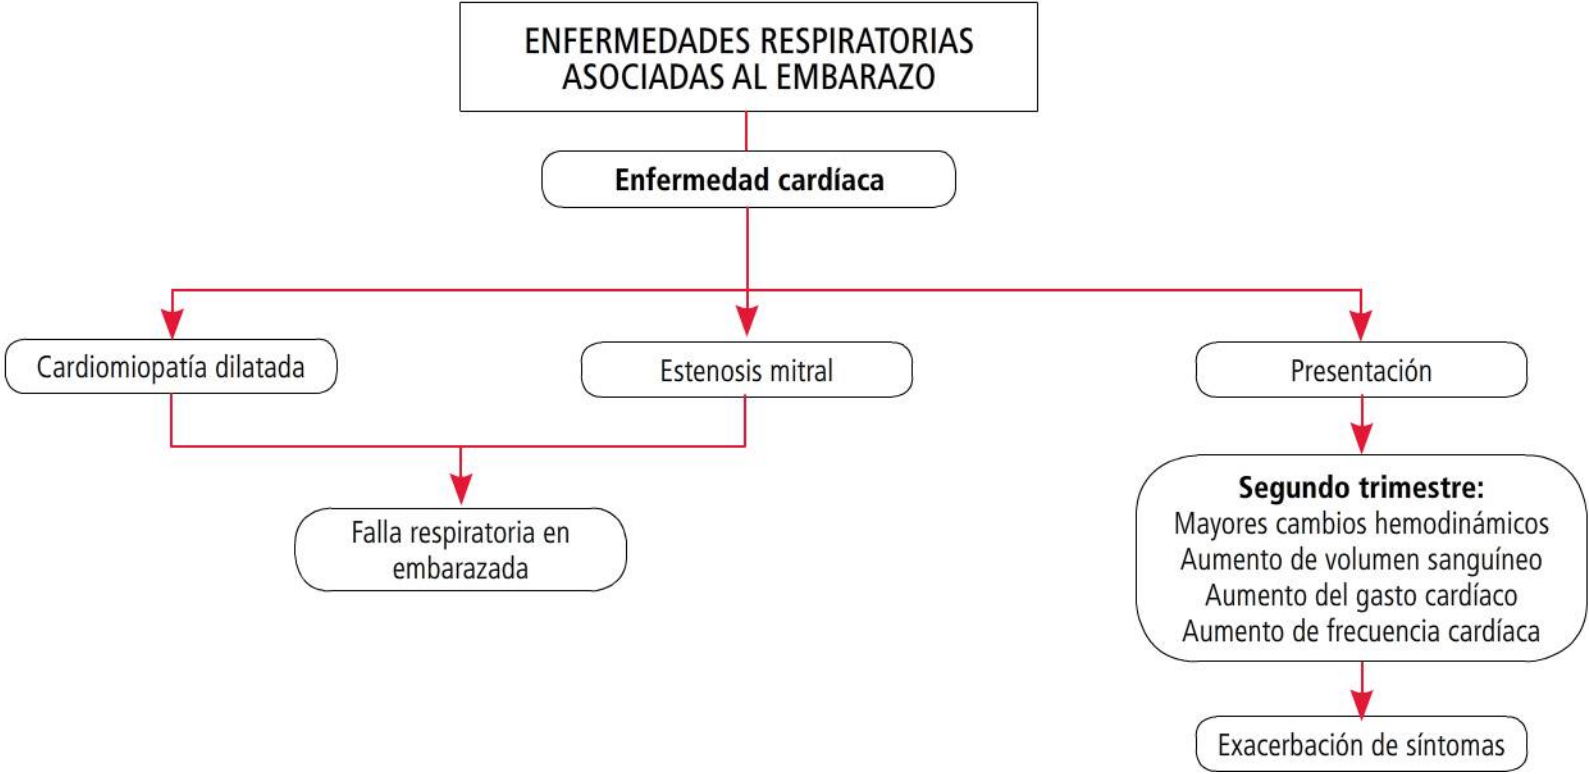 ENFERMEDADES RESPIRATORIAS
ASOCIADAS AL EMBARAZO
Enfermedad cardíaca
Cardiomiopatía dilatada
Estenosis mitral
Presentación
Falla respiratoria en
embarazada
Segundo trimestre:
Mayores cambios hemodinámicos
Aumento de volumen sanguíneo
Aumento del gasto cardíaco
Aumento de frecuencia cardíaca
Exacerbación de síntomas